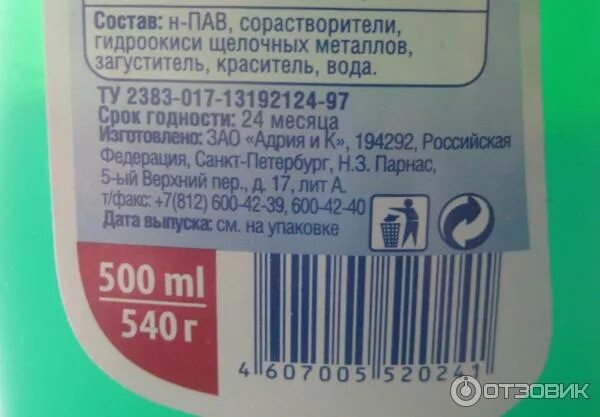 Состав: н-ПАВ, сорастворители,
гидроокиси щелочных металлов,
загуститель, краситель, вода.
ТУ 2383-017-13192124-97
Срок годности: 24 месяца
Изготовлено: ЗАО «Адрия и К», 194292, Российская
Федерация, Санкт-Петербург, Н.З. Парнас,
5-ый Верхний пер., д. 17, лит А.
т/факс: +7(812) 600-42-39, 600-42-40
Дата выпуска: см. на упаковке
500 ml
540 г
4 607005 520241
ОТЗОВИК